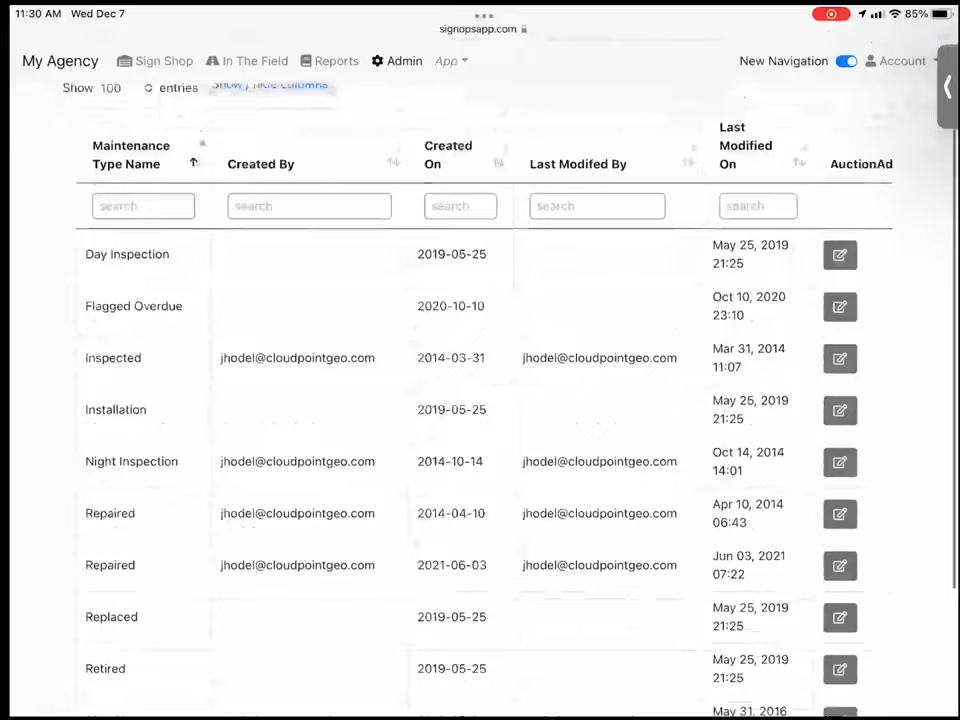 11:30 AM Wed Dec 7
85%
signopsapp.com
My Agency Sign Shop In The Field Reports Admin App New Navigation Account
Show 100 entries Show / hide columns
Maintenance Type Name Created By Created On Last Modifed By Last Modified On AuctionAd
search search search search search
Day Inspection 2019-05-25 May 25, 2019 21:25
Flagged Overdue 2020-10-10 Oct 10, 2020 23:10
Inspected jhodel@cloudpointgeo.com 2014-03-31 jhodel@cloudpointgeo.com Mar 31, 2014 11:07
Installation 2019-05-25 May 25, 2019 21:25
Night Inspection jhodel@cloudpointgeo.com 2014-10-14 jhodel@cloudpointgeo.com Oct 14, 2014 14:01
Repaired jhodel@cloudpointgeo.com 2014-04-10 jhodel@cloudpointgeo.com Apr 10, 2014 06:43
Repaired jhodel@cloudpointgeo.com 2021-06-03 jhodel@cloudpointgeo.com Jun 03, 2021 07:22
Replaced 2019-05-25 May 25, 2019 21:25
Retired 2019-05-25 May 25, 2019 21:25
May 31, 2016